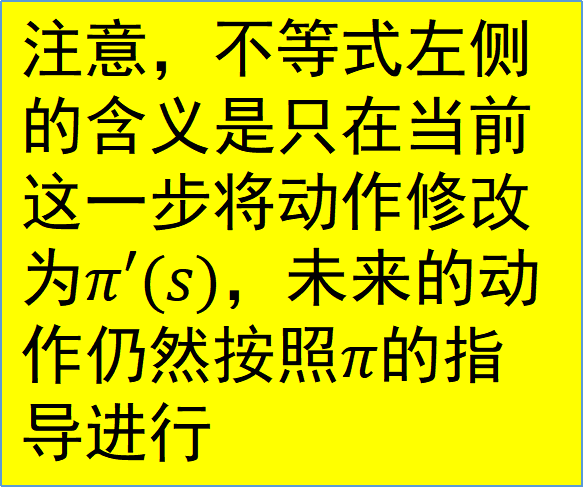 注意，不等式左侧
的含义是只在当前
这一步将动作修改
为π′(s)，未来的动
作仍然按照π的指
导进行